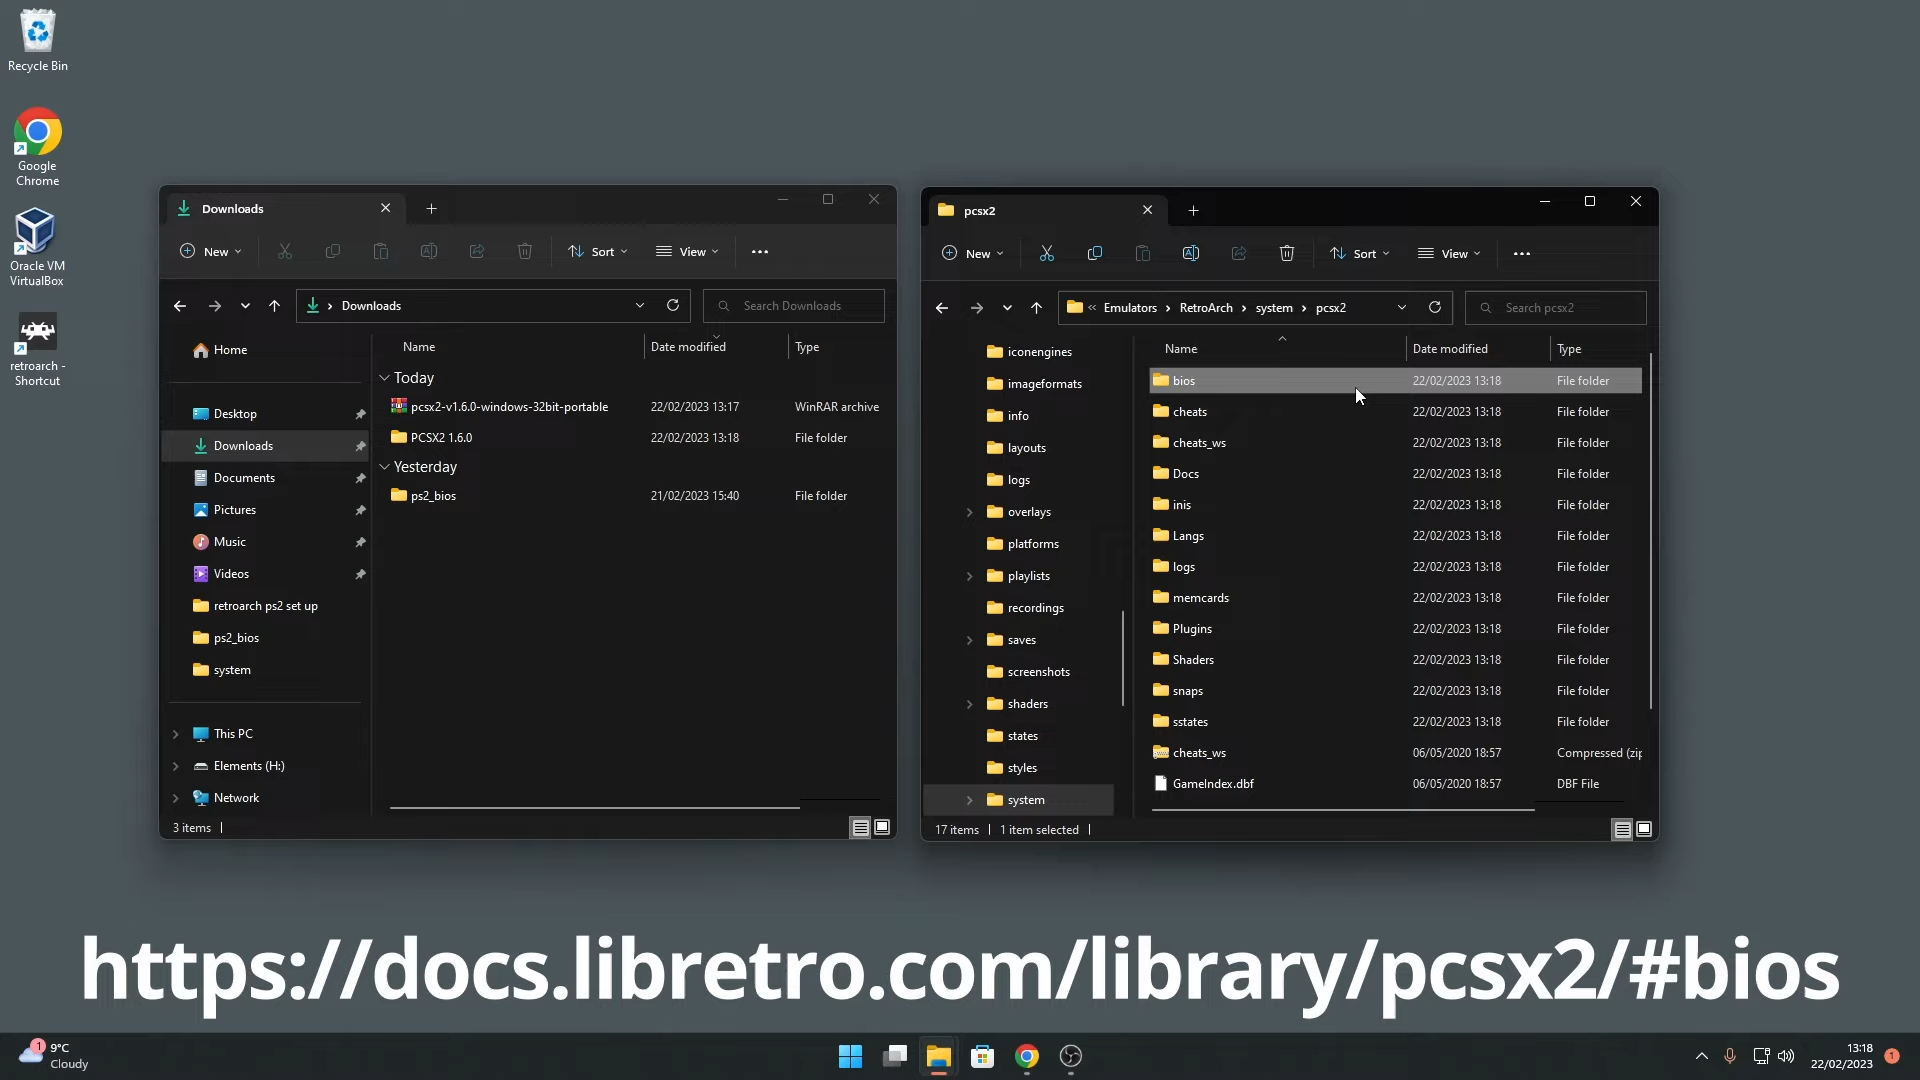 Recycle Bin
Google
Chrome
Oracle VM
VirtualBox
retroarch -
Shortcut
Downloads
New
Sort
View
Downloads
Search Downloads
Home
Desktop
Downloads
Documents
Pictures
Music
Videos
retroarch ps2 set up
ps2_bios
system
This PC
Elements (H:)
Network
Name Date modified Type
Today
pcsx2-v1.6.0-windows-32bit-portable 22/02/2023 13:17 WinRAR archive
PCSX2 1.6.0 22/02/2023 13:18 File folder
Yesterday
ps2_bios 21/02/2023 15:40 File folder
3 items
pcsx2
New
Sort
View
Emulators RetroArch system pcsx2
Search pcsx2
iconengines
imageformats
info
layouts
logs
overlays
platforms
playlists
recordings
saves
screenshots
shaders
states
styles
system
Name Date modified Type
bios 22/02/2023 13:18 File folder
cheats 22/02/2023 13:18 File folder
cheats_ws 22/02/2023 13:18 File folder
Docs 22/02/2023 13:18 File folder
inis 22/02/2023 13:18 File folder
Langs 22/02/2023 13:18 File folder
logs 22/02/2023 13:18 File folder
memcards 22/02/2023 13:18 File folder
Plugins 22/02/2023 13:18 File folder
Shaders 22/02/2023 13:18 File folder
snaps 22/02/2023 13:18 File folder
sstates 22/02/2023 13:18 File folder
cheats_ws 06/05/2020 18:57 Compressed (zip
GameIndex.dbf 06/05/2020 18:57 DBF File
17 items 1 item selected
https://docs.libretro.com/library/pcsx2/#bios
1
9°C
Cloudy
13:18
22/02/2023
1